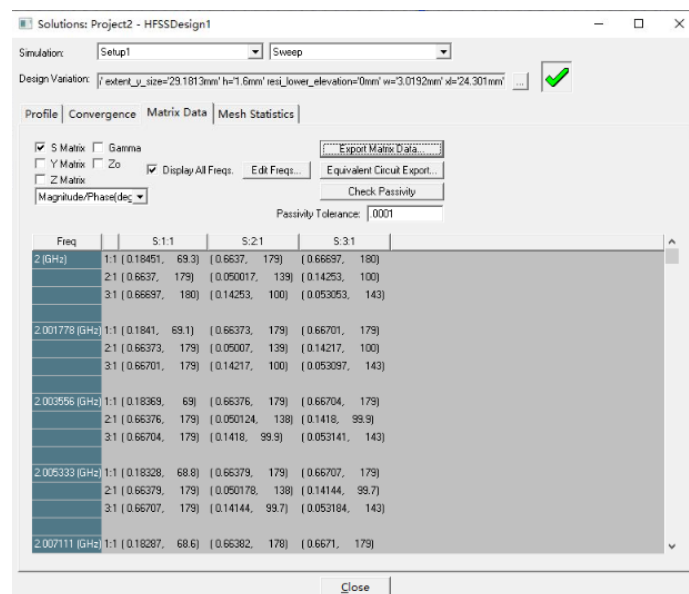 Solutions: Project2 - HFSSDesign1
Simulation: Setup1 Sweep
Design Variation: /' extent_y_size='29.1813mm' h='1.6mm' resi_lower_elevation='0mm' w='3.0192mm' xl='24.301mm' ...
Profile Convergence Matrix Data Mesh Statistics
S Matrix Gamma Export Matrix Data...
Y Matrix Zo Display All Freqs. Edit Freqs... Equivalent Circuit Export...
Z Matrix Check Passivity
Magnitude/Phase(deg
Passivity Tolerance: .0001
Freq S:1:1 S:2:1 S:3:1
2 (GHz) 1:1 ( 0.18451, 69.3) ( 0.6637, 179) ( 0.66697, 180)
2:1 ( 0.6637, 179) ( 0.050017, 139) ( 0.14253, 100)
3:1 ( 0.66697, 180) ( 0.14253, 100) ( 0.053053, 143)
2.001778 (GHz) 1:1 ( 0.1841, 69.1) ( 0.66373, 179) ( 0.66701, 179)
2:1 ( 0.66373, 179) ( 0.05007, 139) ( 0.14217, 100)
3:1 ( 0.66701, 179) ( 0.14217, 100) ( 0.053097, 143)
2.003556 (GHz) 1:1 ( 0.18369, 69) ( 0.66376, 179) ( 0.66704, 179)
2:1 ( 0.66376, 179) ( 0.050124, 138) ( 0.1418, 99.9)
3:1 ( 0.66704, 179) ( 0.1418, 99.9) ( 0.053141, 143)
2.005333 (GHz) 1:1 ( 0.18328, 68.8) ( 0.66379, 179) ( 0.66707, 179)
2:1 ( 0.66379, 179) ( 0.050178, 138) ( 0.14144, 99.7)
3:1 ( 0.66707, 179) ( 0.14144, 99.7) ( 0.053184, 143)
2.007111 (GHz) 1:1 ( 0.18287, 68.6) ( 0.66382, 178) ( 0.6671, 179)
Close